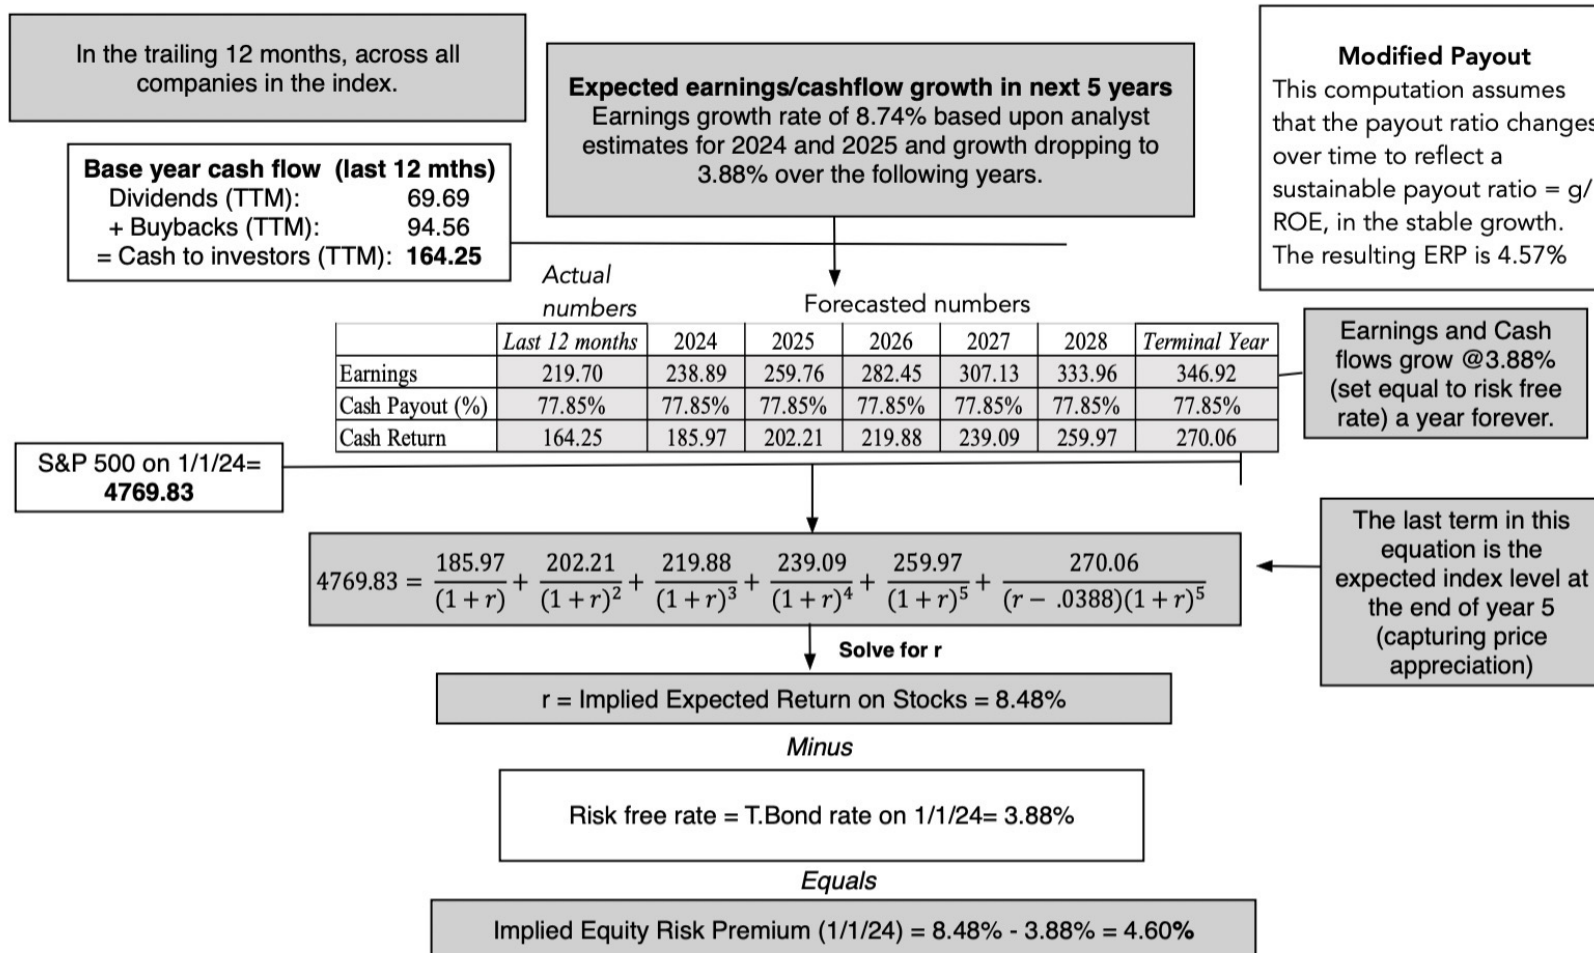 In the trailing 12 months, across all
companies in the index.
Base year cash flow (last 12 mths)
Dividends (TTM): 69.69
+ Buybacks (TTM): 94.56
= Cash to investors (TTM): 164.25
Expected earnings/cashflow growth in next 5 years
Earnings growth rate of 8.74% based upon analyst
estimates for 2024 and 2025 and growth dropping to
3.88% over the following years.
Modified Payout
This computation assumes
that the payout ratio changes
over time to reflect a
sustainable payout ratio = g/
ROE, in the stable growth.
The resulting ERP is 4.57%
Actual
numbers
Forecasted numbers
Last 12 months 2024 2025 2026 2027 2028 Terminal Year
Earnings 219.70 238.89 259.76 282.45 307.13 333.96 346.92
Cash Payout (%) 77.85% 77.85% 77.85% 77.85% 77.85% 77.85% 77.85%
Cash Return 164.25 185.97 202.21 219.88 239.09 259.97 270.06
Earnings and Cash
flows grow @3.88%
(set equal to risk free
rate) a year forever.
S&P 500 on 1/1/24=
4769.83
4769.83 = 185.97/(1 + r) + 202.21/(1 + r)² + 219.88/(1 + r)³ + 239.09/(1 + r)⁴ + 259.97/(1 + r)⁵ + 270.06/((r − .0388)(1 + r)⁵)
The last term in this
equation is the
expected index level at
the end of year 5
(capturing price
appreciation)
Solve for r
r = Implied Expected Return on Stocks = 8.48%
Minus
Risk free rate = T.Bond rate on 1/1/24= 3.88%
Equals
Implied Equity Risk Premium (1/1/24) = 8.48% - 3.88% = 4.60%